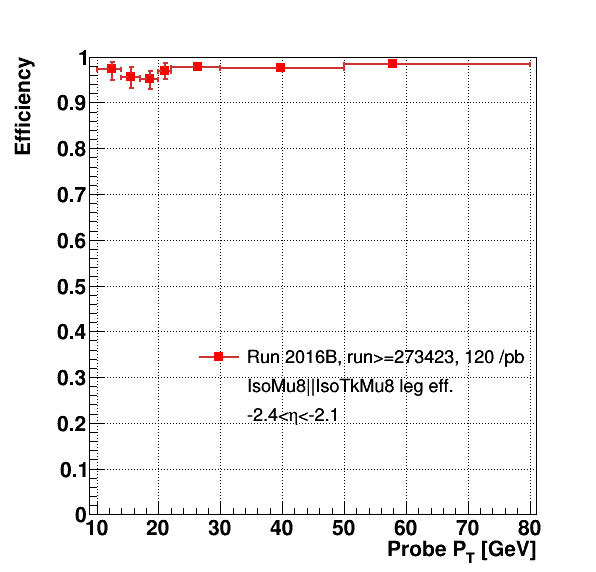 Efficiency
1
0.9
0.8
0.7
0.6
0.5
0.4
0.3
0.2
0.1
0
Run 2016B, run>=273423, 120 /pb
IsoMu8||IsoTkMu8 leg eff.
-2.4<η<-2.1
10 20 30 40 50 60 70 80
Probe P_T [GeV]